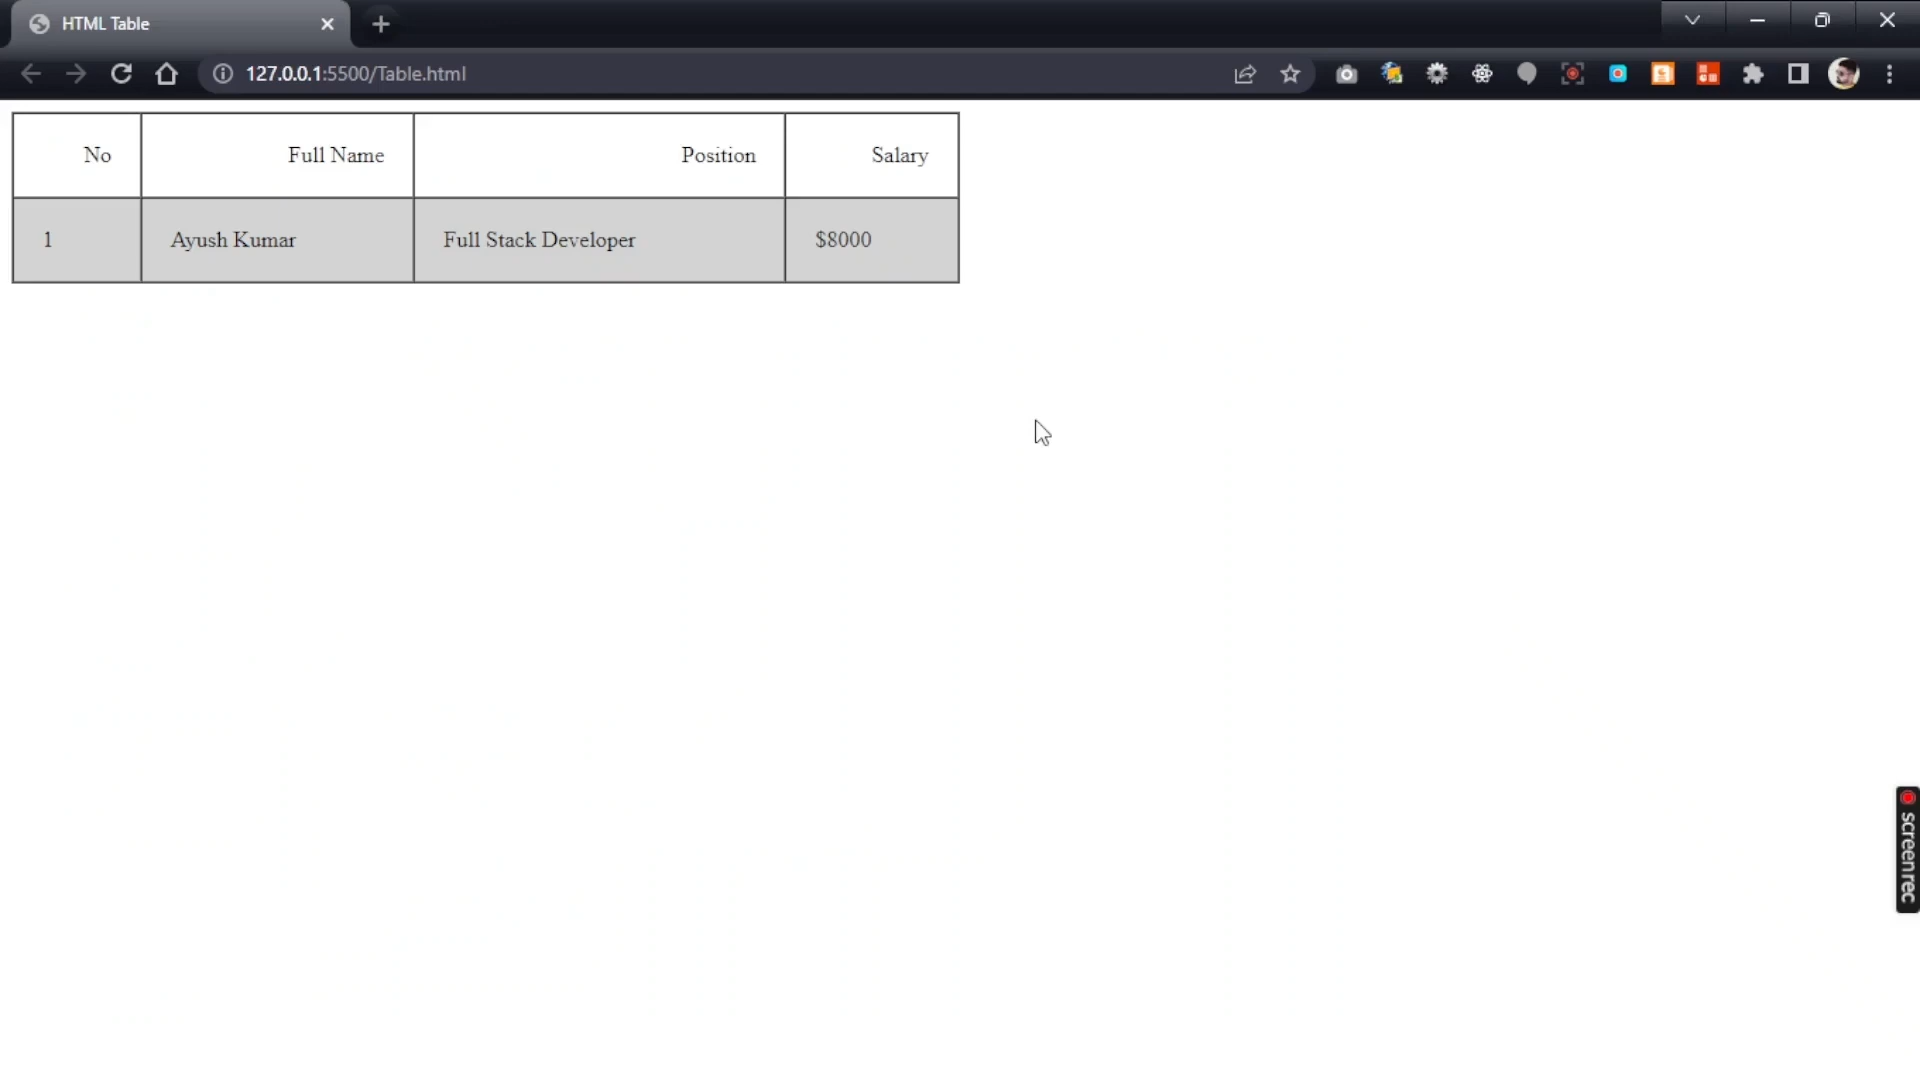 HTML Table
127.0.0.1:5500/Table.html
No Full Name Position Salary
1 Ayush Kumar Full Stack Developer $8000
screenrec